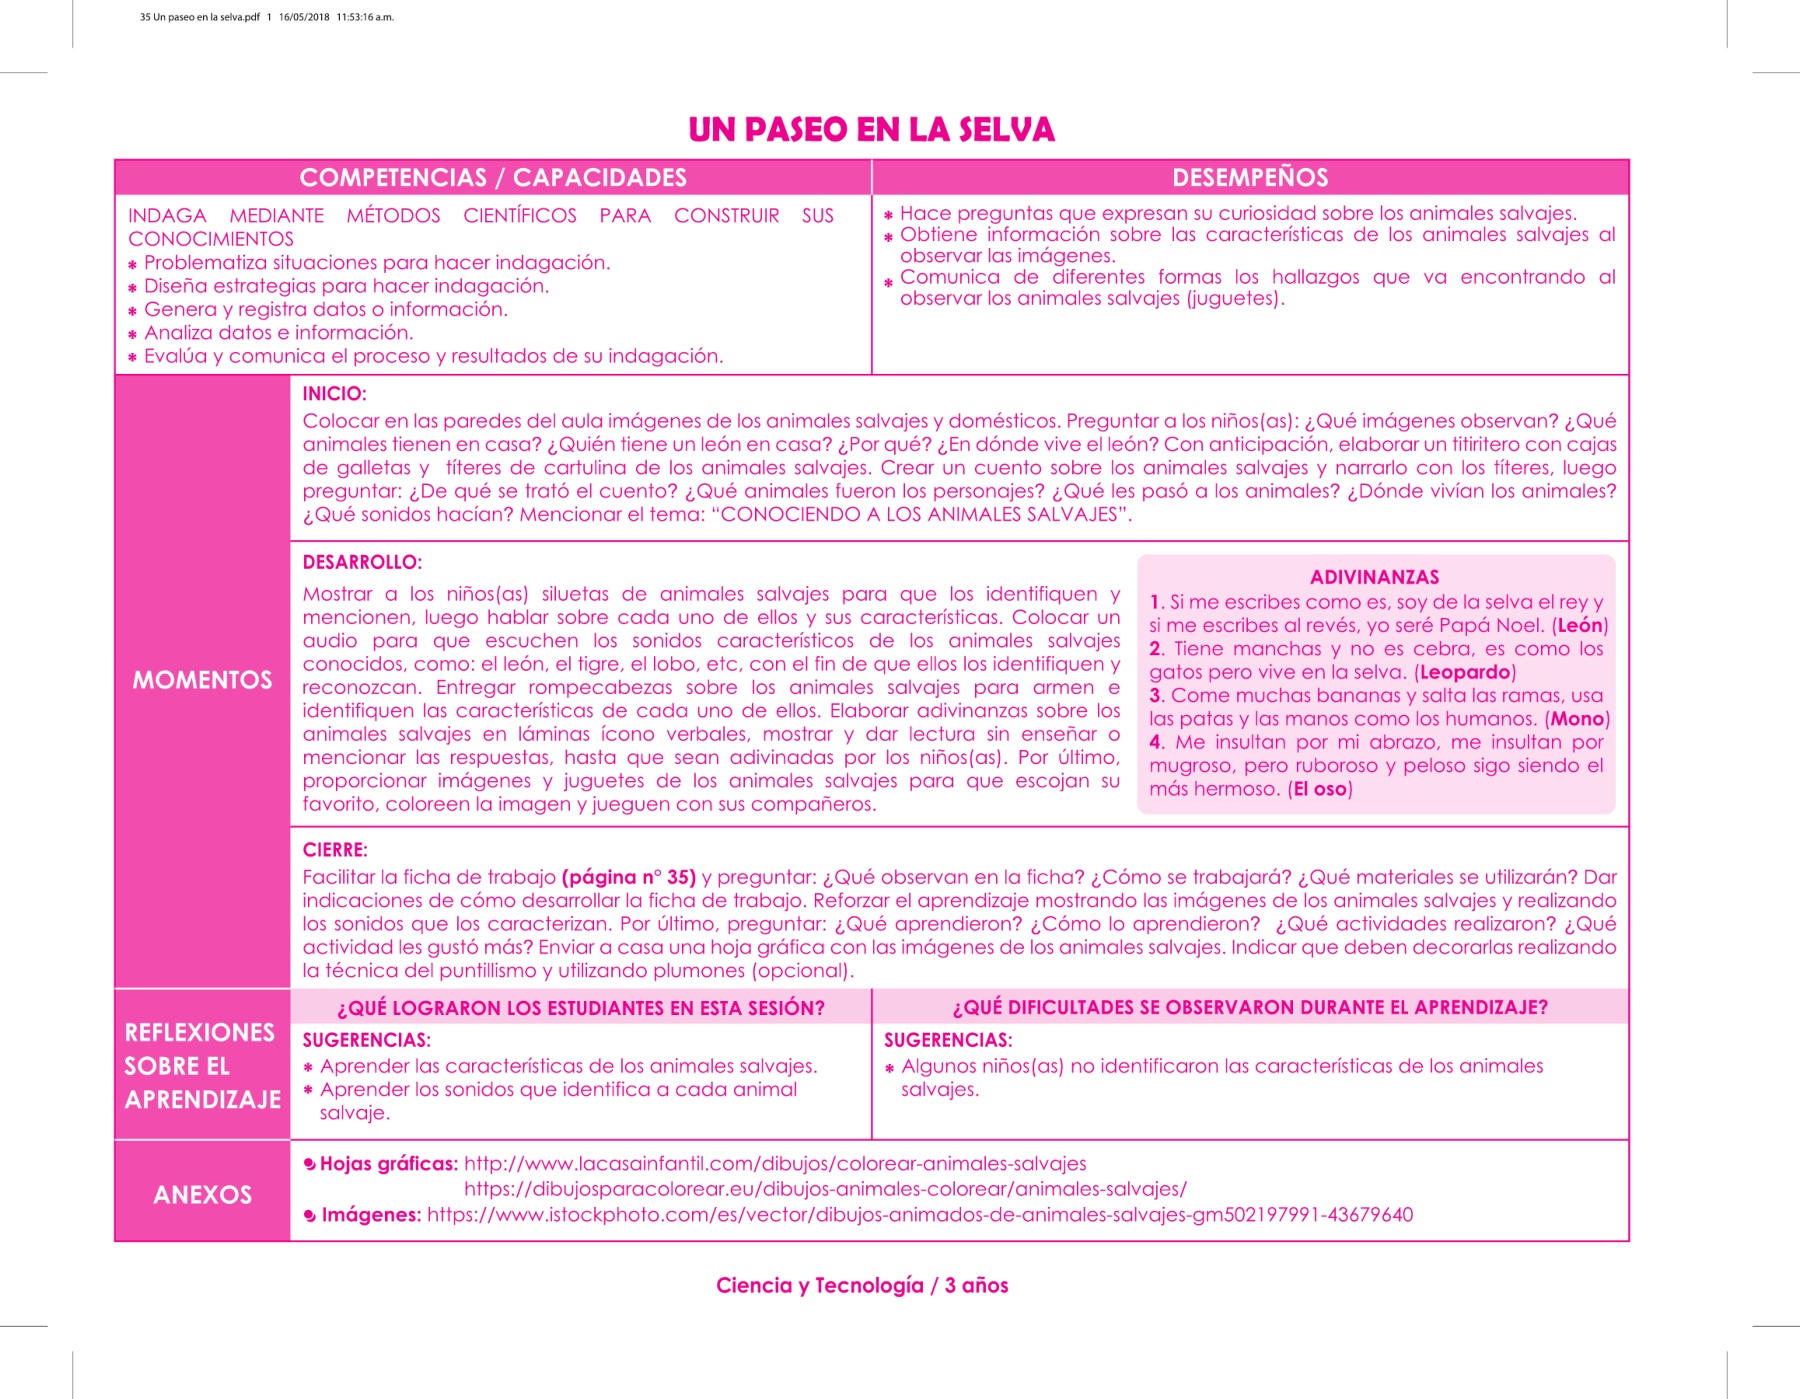 35 Un paseo en la selva.pdf 1 16/05/2018 11:53:16 a.m.
UN PASEO EN LA SELVA
COMPETENCIAS / CAPACIDADES
INDAGA MEDIANTE MÉTODOS CIENTÍFICOS PARA CONSTRUIR SUS
CONOCIMIENTOS
* Problematiza situaciones para hacer indagación.
* Diseña estrategias para hacer indagación.
* Genera y registra datos o información.
* Analiza datos e información.
* Evalúa y comunica el proceso y resultados de su indagación.
DESEMPEÑOS
* Hace preguntas que expresan su curiosidad sobre los animales salvajes.
* Obtiene información sobre las características de los animales salvajes al
observar las imágenes.
* Comunica de diferentes formas los hallazgos que va encontrando al
observar los animales salvajes (juguetes).
MOMENTOS
INICIO:
Colocar en las paredes del aula imágenes de los animales salvajes y domésticos. Preguntar a los niños(as): ¿Qué imágenes observan? ¿Qué
animales tienen en casa? ¿Quién tiene un león en casa? ¿Por qué? ¿En dónde vive el león? Con anticipación, elaborar un titiritero con cajas
de galletas y títeres de cartulina de los animales salvajes. Crear un cuento sobre los animales salvajes y narrarlo con los títeres, luego
preguntar: ¿De qué se trató el cuento? ¿Qué animales fueron los personajes? ¿Qué les pasó a los animales? ¿Dónde vivían los animales?
¿Qué sonidos hacían? Mencionar el tema: “CONOCIENDO A LOS ANIMALES SALVAJES”.
DESARROLLO:
Mostrar a los niños(as) siluetas de animales salvajes para que los identifiquen y
mencionen, luego hablar sobre cada uno de ellos y sus características. Colocar un
audio para que escuchen los sonidos característicos de los animales salvajes
conocidos, como: el león, el tigre, el lobo, etc, con el fin de que ellos los identifiquen y
reconozcan. Entregar rompecabezas sobre los animales salvajes para armen e
identifiquen las características de cada uno de ellos. Elaborar adivinanzas sobre los
animales salvajes en láminas ícono verbales, mostrar y dar lectura sin enseñar o
mencionar las respuestas, hasta que sean adivinadas por los niños(as). Por último,
proporcionar imágenes y juguetes de los animales salvajes para que escojan su
favorito, coloreen la imagen y jueguen con sus compañeros.
ADIVINANZAS
1. Si me escribes como es, soy de la selva el rey y
si me escribes al revés, yo seré Papá Noel. (León)
2. Tiene manchas y no es cebra, es como los
gatos pero vive en la selva. (Leopardo)
3. Come muchas bananas y salta las ramas, usa
las patas y las manos como los humanos. (Mono)
4. Me insultan por mi abrazo, me insultan por
mugroso, pero ruboroso y peloso sigo siendo el
más hermoso. (El oso)
CIERRE:
Facilitar la ficha de trabajo (página n° 35) y preguntar: ¿Qué observan en la ficha? ¿Cómo se trabajará? ¿Qué materiales se utilizarán? Dar
indicaciones de cómo desarrollar la ficha de trabajo. Reforzar el aprendizaje mostrando las imágenes de los animales salvajes y realizando
los sonidos que los caracterizan. Por último, preguntar: ¿Qué aprendieron? ¿Cómo lo aprendieron? ¿Qué actividades realizaron? ¿Qué
actividad les gustó más? Enviar a casa una hoja gráfica con las imágenes de los animales salvajes. Indicar que deben decorarlas realizando
la técnica del puntillismo y utilizando plumones (opcional).
REFLEXIONES
SOBRE EL
APRENDIZAJE
¿QUÉ LOGRARON LOS ESTUDIANTES EN ESTA SESIÓN?
SUGERENCIAS:
* Aprender las características de los animales salvajes.
* Aprender los sonidos que identifica a cada animal
salvaje.
¿QUÉ DIFICULTADES SE OBSERVARON DURANTE EL APRENDIZAJE?
SUGERENCIAS:
* Algunos niños(as) no identificaron las características de los animales
salvajes.
ANEXOS
Hojas gráficas: http://www.lacasainfantil.com/dibujos/colorear-animales-salvajes
https://dibujosparacolorear.eu/dibujos-animales-colorear/animales-salvajes/
Imágenes: https://www.istockphoto.com/es/vector/dibujos-animados-de-animales-salvajes-gm502197991-43679640
Ciencia y Tecnología / 3 años